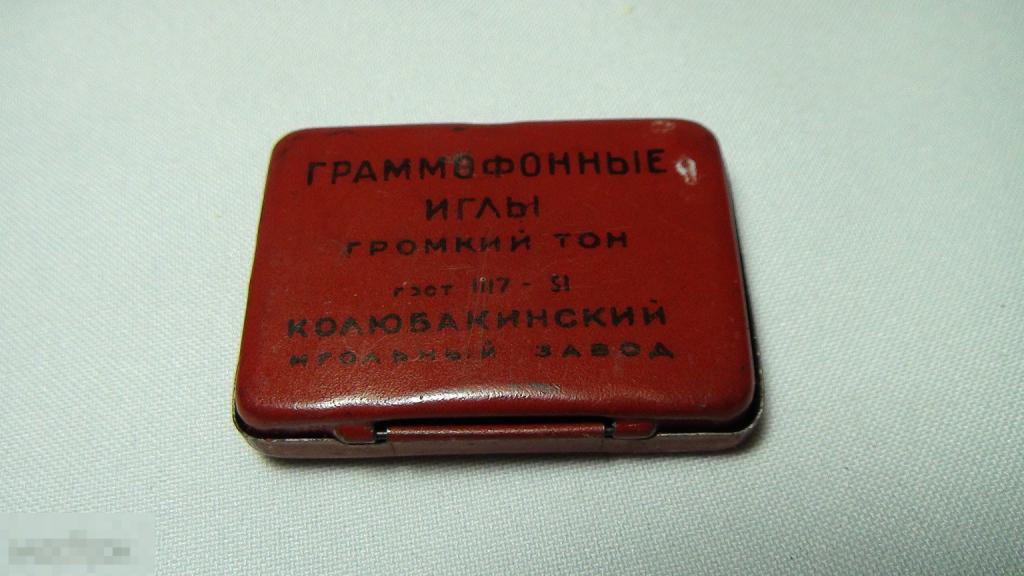 ГРАММОФОННЫЕ
ИГЛЫ
ГРОМКИЙ ТОН
ГОСТ 1117 - 51
КОЛЮБАКИНСКИЙ
ИГОЛЬНЫЙ ЗАВОД